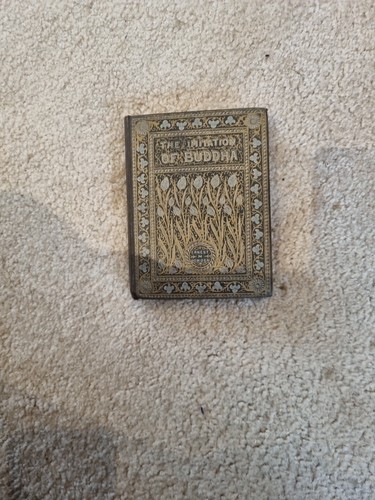 THE IMITATION
OF BUDDHA